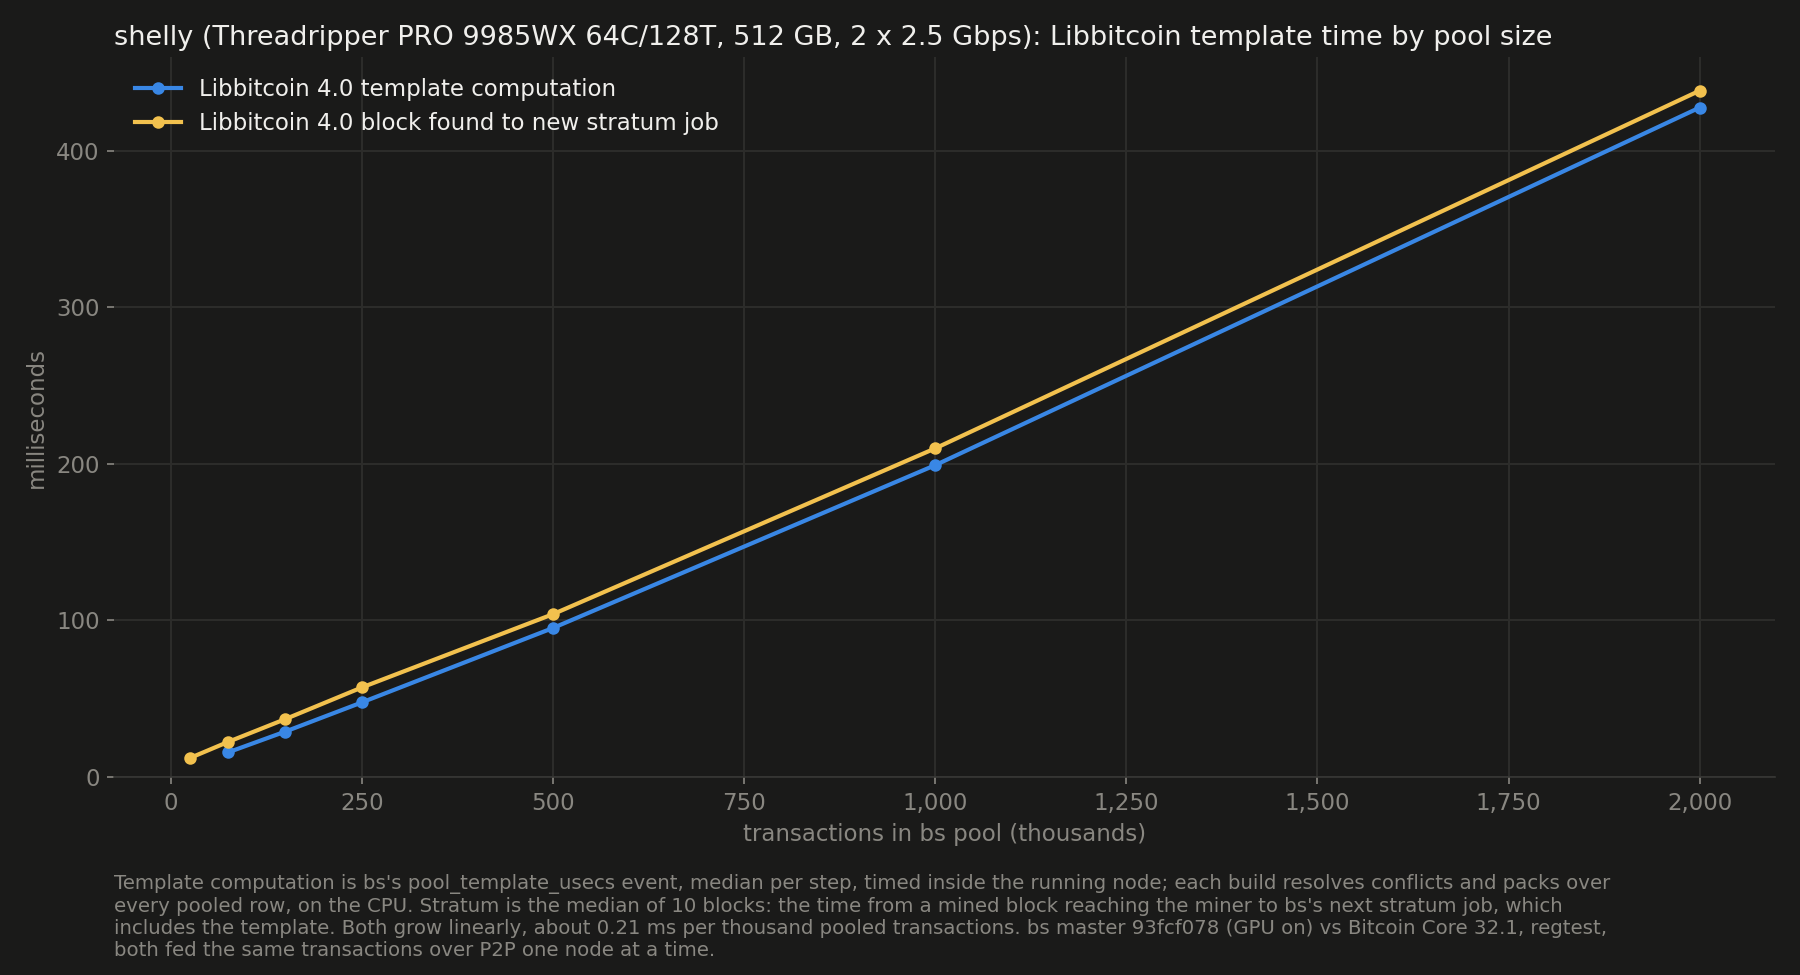 shelly (Threadripper PRO 9985WX 64C/128T, 512 GB, 2 x 2.5 Gbps): Libbitcoin template time by pool size
Libbitcoin 4.0 template computation
Libbitcoin 4.0 block found to new stratum job
400
300
200
100
0
milliseconds
0 250 500 750 1,000 1,250 1,500 1,750 2,000
transactions in bs pool (thousands)
Template computation is bs's pool_template_usecs event, median per step, timed inside the running node; each build resolves conflicts and packs over
every pooled row, on the CPU. Stratum is the median of 10 blocks: the time from a mined block reaching the miner to bs's next stratum job, which
includes the template. Both grow linearly, about 0.21 ms per thousand pooled transactions. bs master 93fcf078 (GPU on) vs Bitcoin Core 32.1, regtest,
both fed the same transactions over P2P one node at a time.